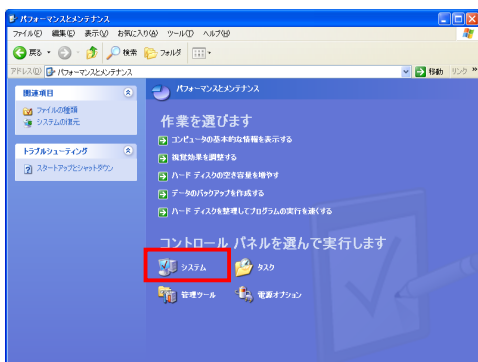 パフォーマンスとメンテナンス
ファイル(F) 編集(E) 表示(V) お気に入り(A) ツール(T) ヘルプ(H)
戻る 検索 フォルダ
アドレス(D) パフォーマンスとメンテナンス 移動 リンク »
関連項目
ファイルの種類
システムの復元
トラブルシューティング
スタートアップとシャットダウン
パフォーマンスとメンテナンス
作業を選びます
コンピュータの基本的な情報を表示する
視覚効果を調整する
ハード ディスクの空き容量を増やす
データのバックアップを作成する
ハード ディスクを整理してプログラムの実行を速くする
コントロール パネルを選んで実行します
システム タスク
管理ツール 電源オプション